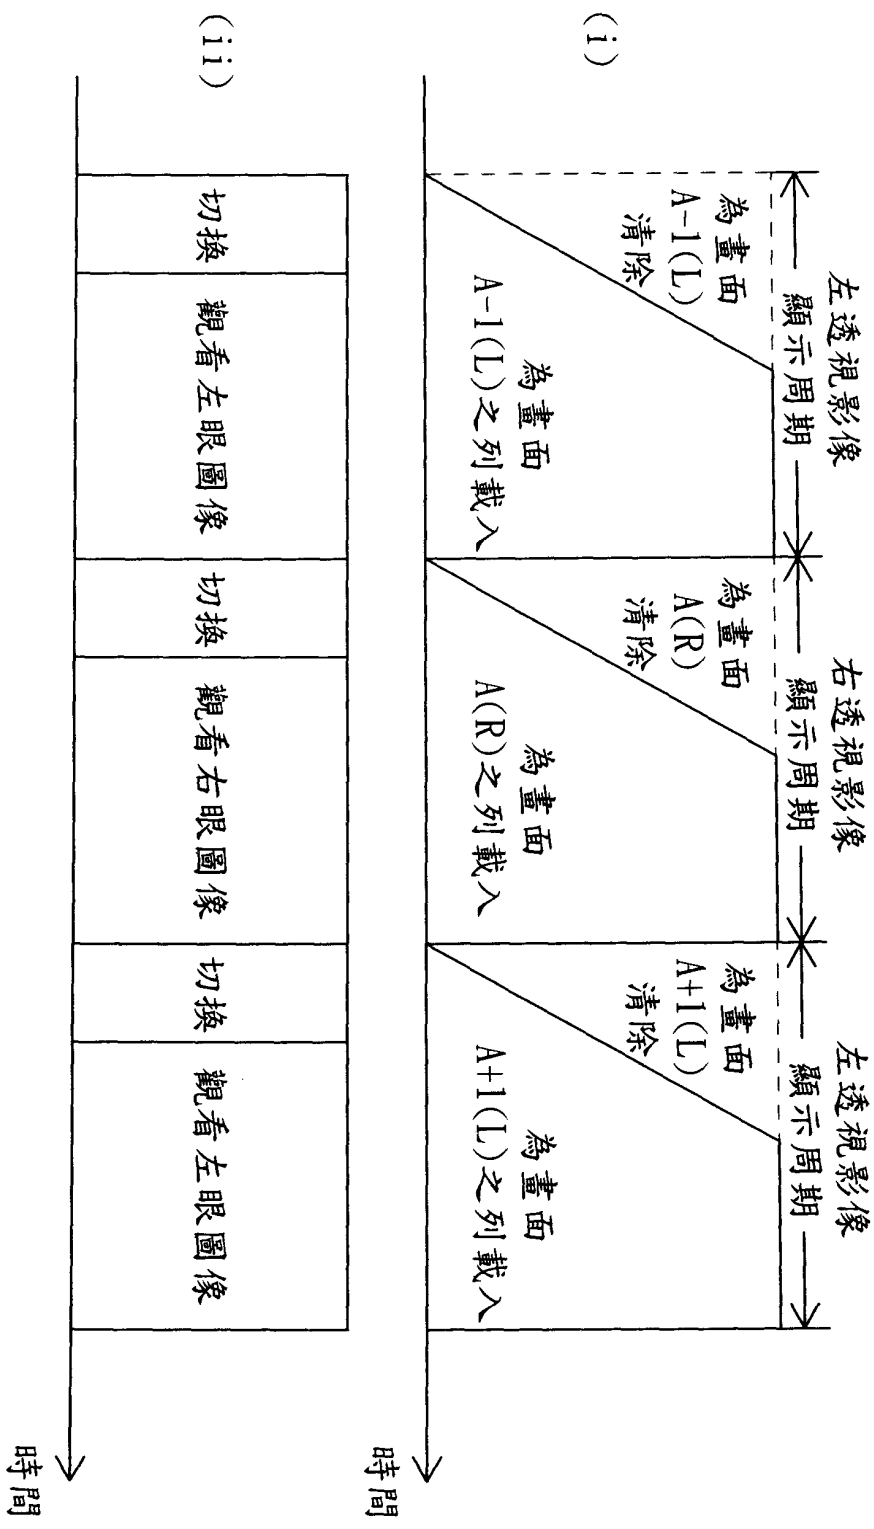 左透視影像
顯示周期
右透視影像
顯示周期
左透視影像
顯示周期
(i)
為畫面
A-1(L)
清除
為畫面
A-1(L)之列載入
為畫面
A(R)
清除
為畫面
A(R)之列載入
為畫面
A+1(L)
清除
為畫面
A+1(L)之列載入
時間
(ii)
切換
觀看左眼圖像
切換
觀看右眼圖像
切換
觀看左眼圖像
時間